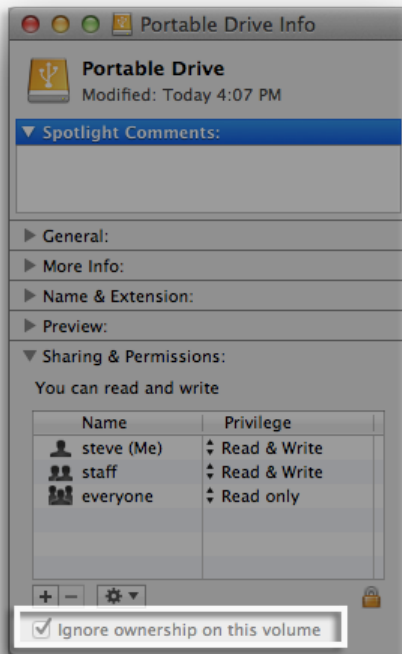 Portable Drive Info
Portable Drive
Modified: Today 4:07 PM
Spotlight Comments:
General:
More Info:
Name & Extension:
Preview:
Sharing & Permissions:
You can read and write
Name Privilege
steve (Me) Read & Write
staff Read & Write
everyone Read only
Ignore ownership on this volume